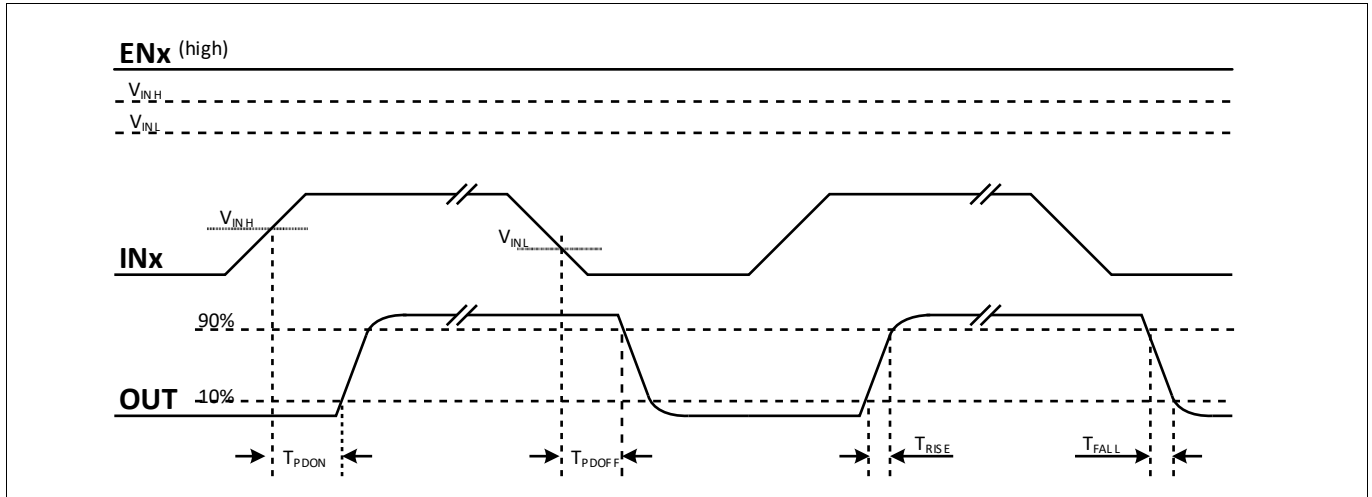 ENx (high)
VINH
VINL
VINH
VINL
INx
90%
OUT 10%
TPDON TPDOFF TRISE TFALL